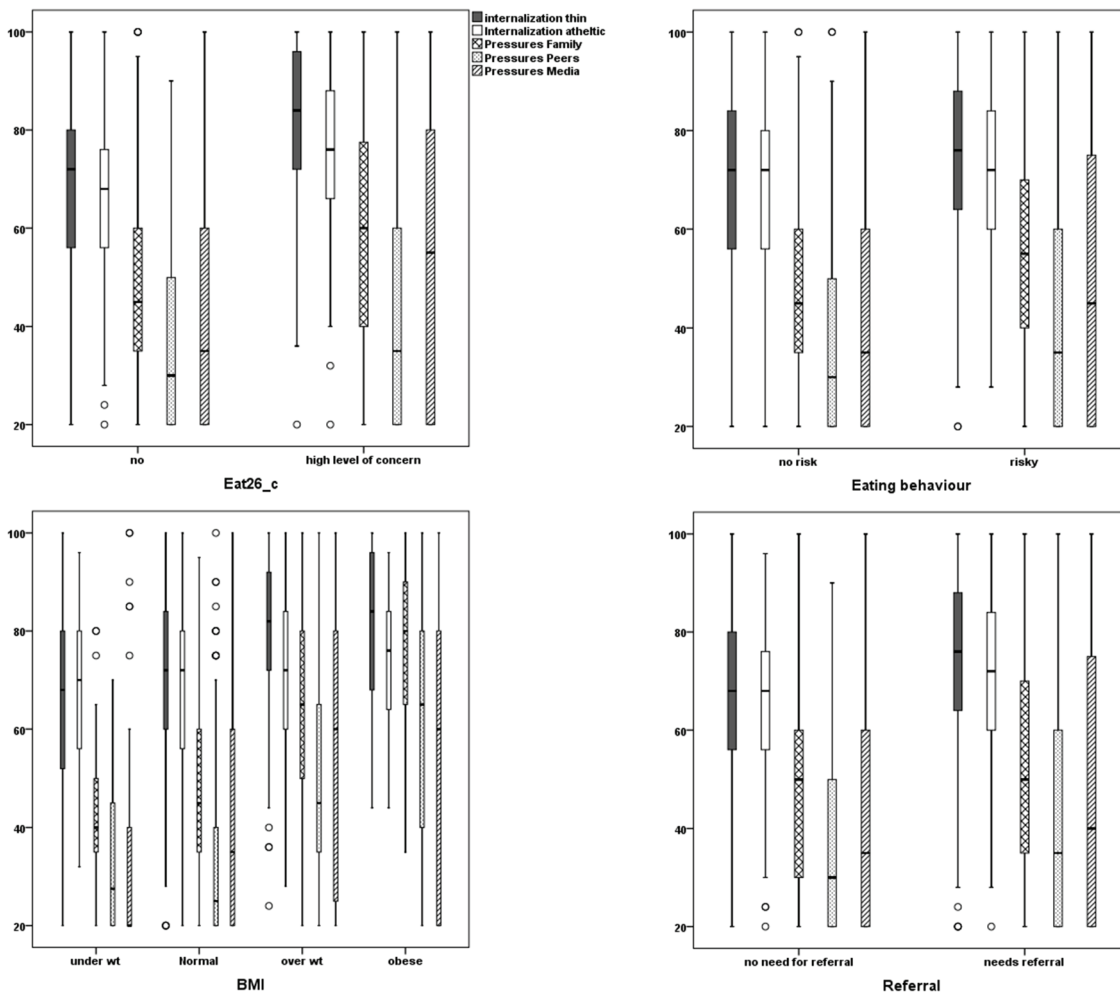 internalization thin
Internalization atheltic
Pressures Family
Pressures Peers
Pressures Media
100
80
60
40
20
no
high level of concern
Eat26_c
100
80
60
40
20
no risk
risky
Eating behaviour
100
80
60
40
20
under wt
Normal
over wt
obese
BMI
100
80
60
40
20
no need for referral
needs referral
Referral